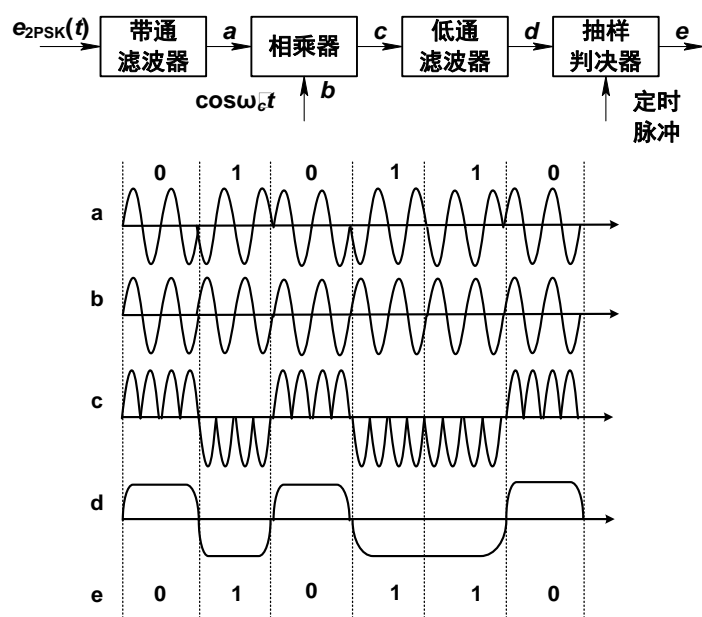 e2PSK(t) 带通滤波器 a 相乘器 c 低通滤波器 d 抽样判决器 e
cosωct b 定时脉冲
0 1 0 1 1 0
a
b
c
d
e 0 1 0 1 1 0